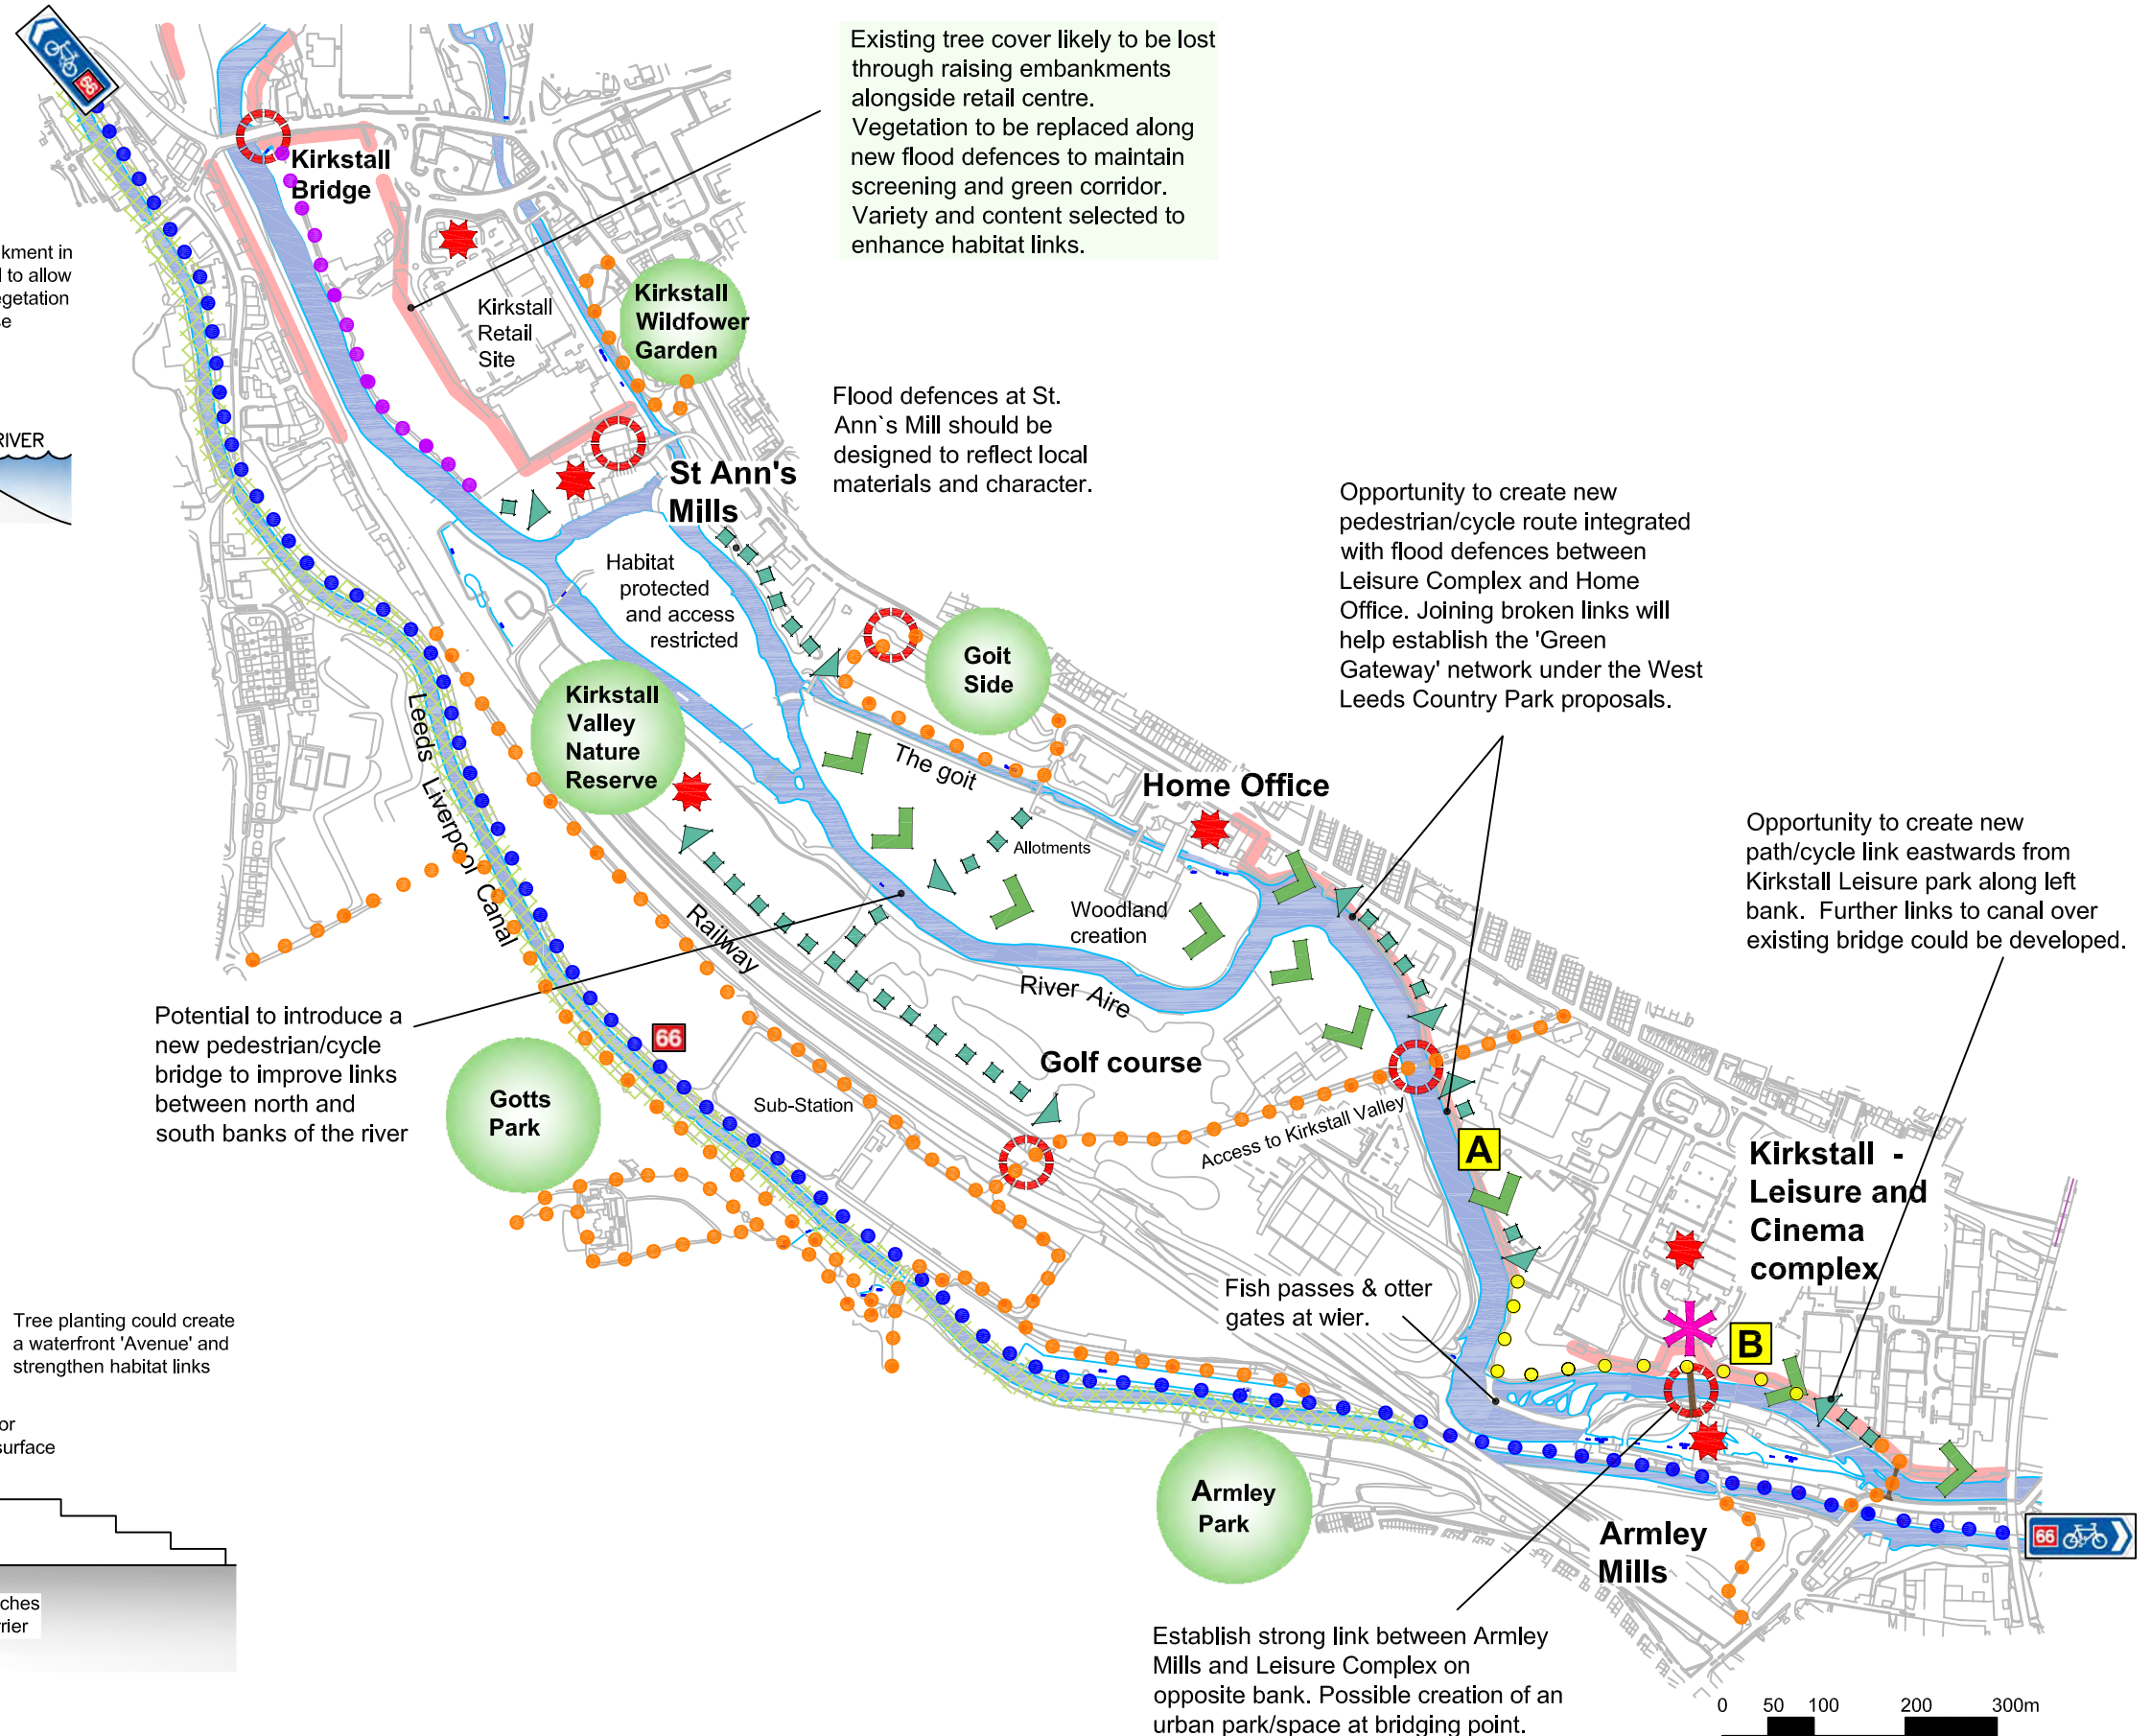 66
Existing tree cover likely to be lost
through raising embankments
alongside retail centre.
Vegetation to be replaced along
new flood defences to maintain
screening and green corridor.
Variety and content selected to
enhance habitat links.
Kirkstall
Bridge
kment in
to allow
egetation
se
Kirkstall
Retail
Site
Kirkstall
Wildfower
Garden
RIVER
Flood defences at St.
Ann`s Mill should be
designed to reflect local
materials and character.
St Ann's
Mills
Opportunity to create new
pedestrian/cycle route integrated
with flood defences between
Leisure Complex and Home
Office. Joining broken links will
help establish the 'Green
Gateway' network under the West
Leeds Country Park proposals.
Habitat
protected
and access
restricted
Goit
Side
Kirkstall
Valley
Nature
Reserve
Leeds Liverpool Canal
The goit
Home Office
Allotments
Opportunity to create new
path/cycle link eastwards from
Kirkstall Leisure park along left
bank. Further links to canal over
existing bridge could be developed.
Woodland
creation
Railway
River Aire
Potential to introduce a
new pedestrian/cycle
bridge to improve links
between north and
south banks of the river
66
Golf course
Gotts
Park
Sub-Station
Access to Kirkstall Valley
A
Kirkstall -
Leisure and
Cinema
complex
Fish passes & otter
gates at wier.
B
Tree planting could create
a waterfront 'Avenue' and
strengthen habitat links
or
surface
Armley
Park
Armley
Mills
66
ches
rrier
Establish strong link between Armley
Mills and Leisure Complex on
opposite bank. Possible creation of an
urban park/space at bridging point.
0 50 100 200 300m